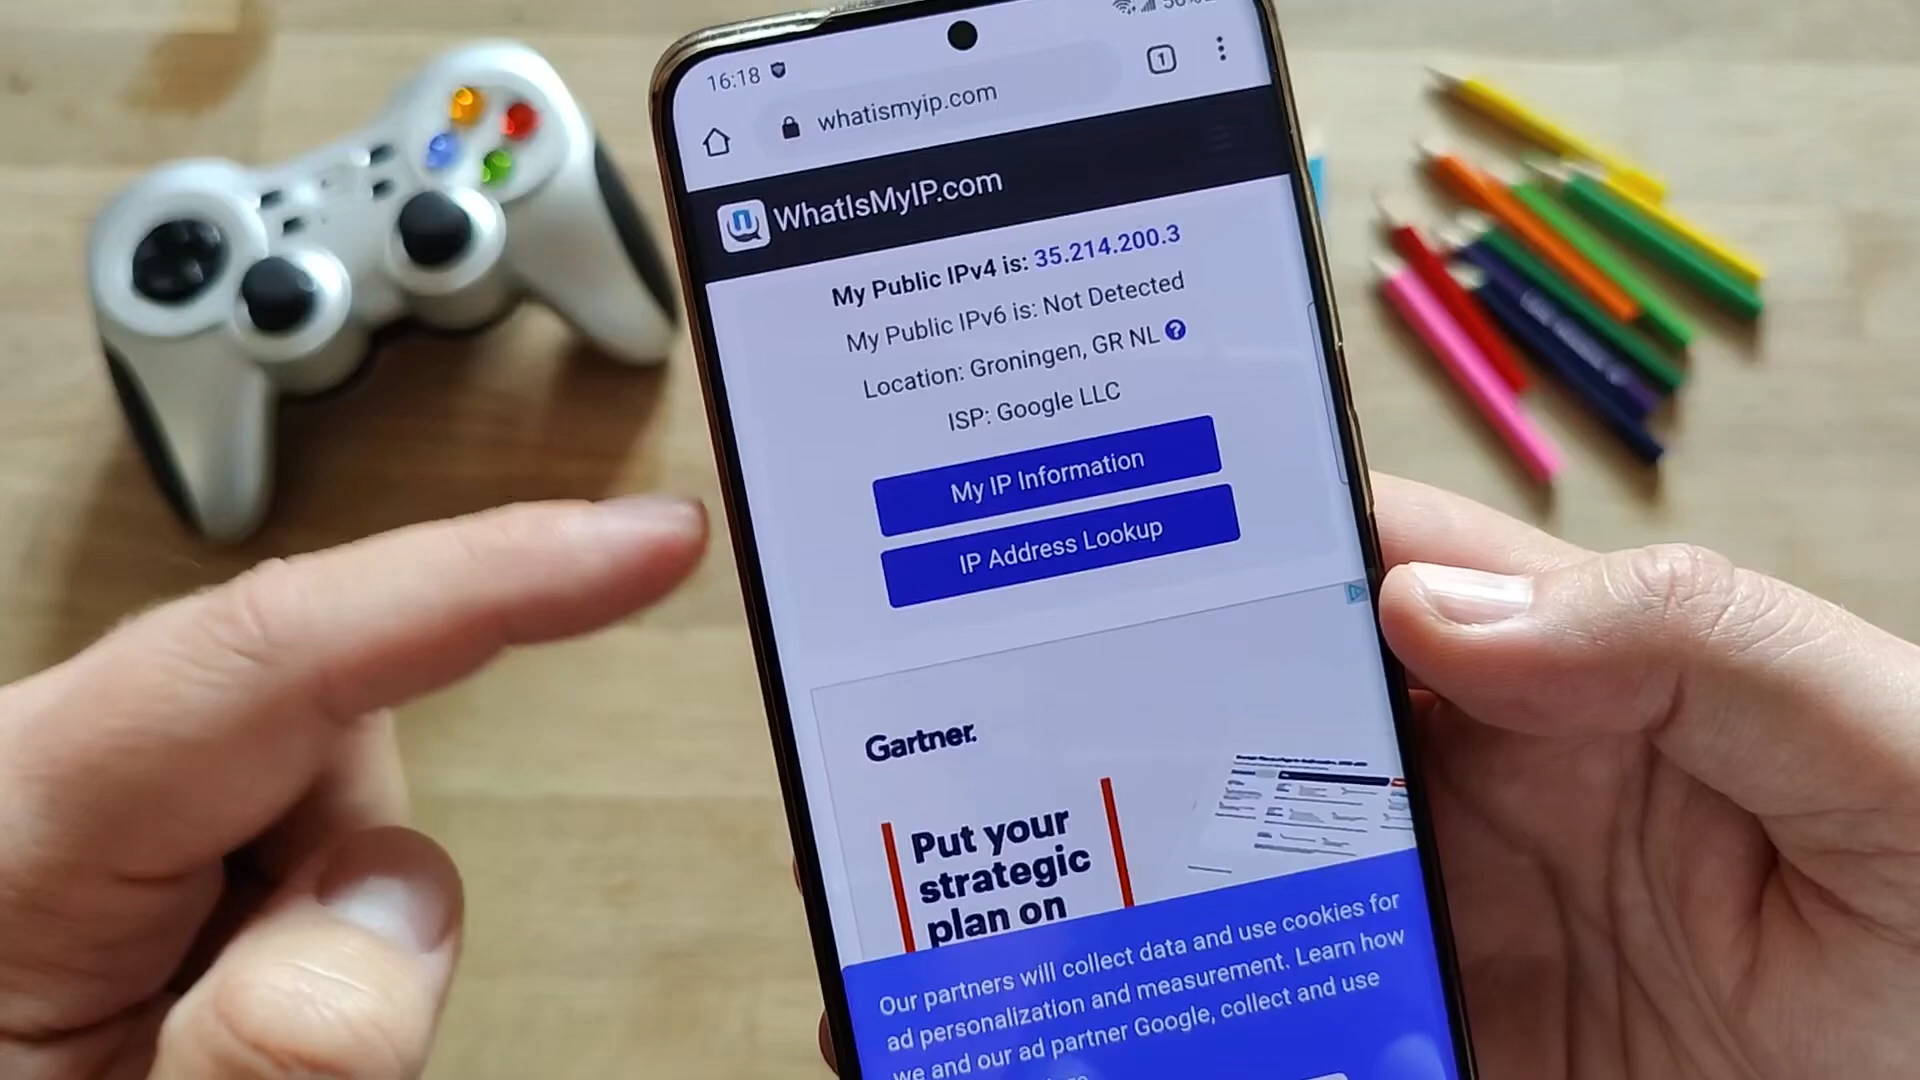 16:18
1
whatismyip.com
WhatIsMyIP.com
My Public IPv4 is: 35.214.200.3
My Public IPv6 is: Not Detected
Location: Groningen, GR NL ?
ISP: Google LLC
My IP Information
IP Address Lookup
Gartner.
Put your
strategic
plan on
Our partners will collect data and use cookies for
ad personalization and measurement. Learn how
we and our ad partner Google, collect and use